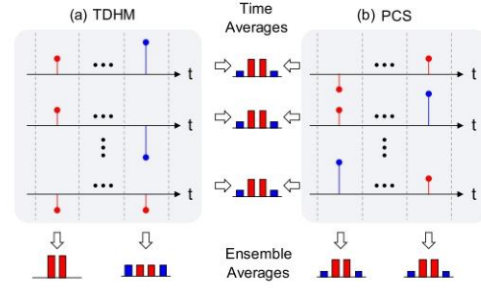 (a) TDHM
Time
Averages
(b) PCS
t
t
t
t
t
t
Ensemble
Averages